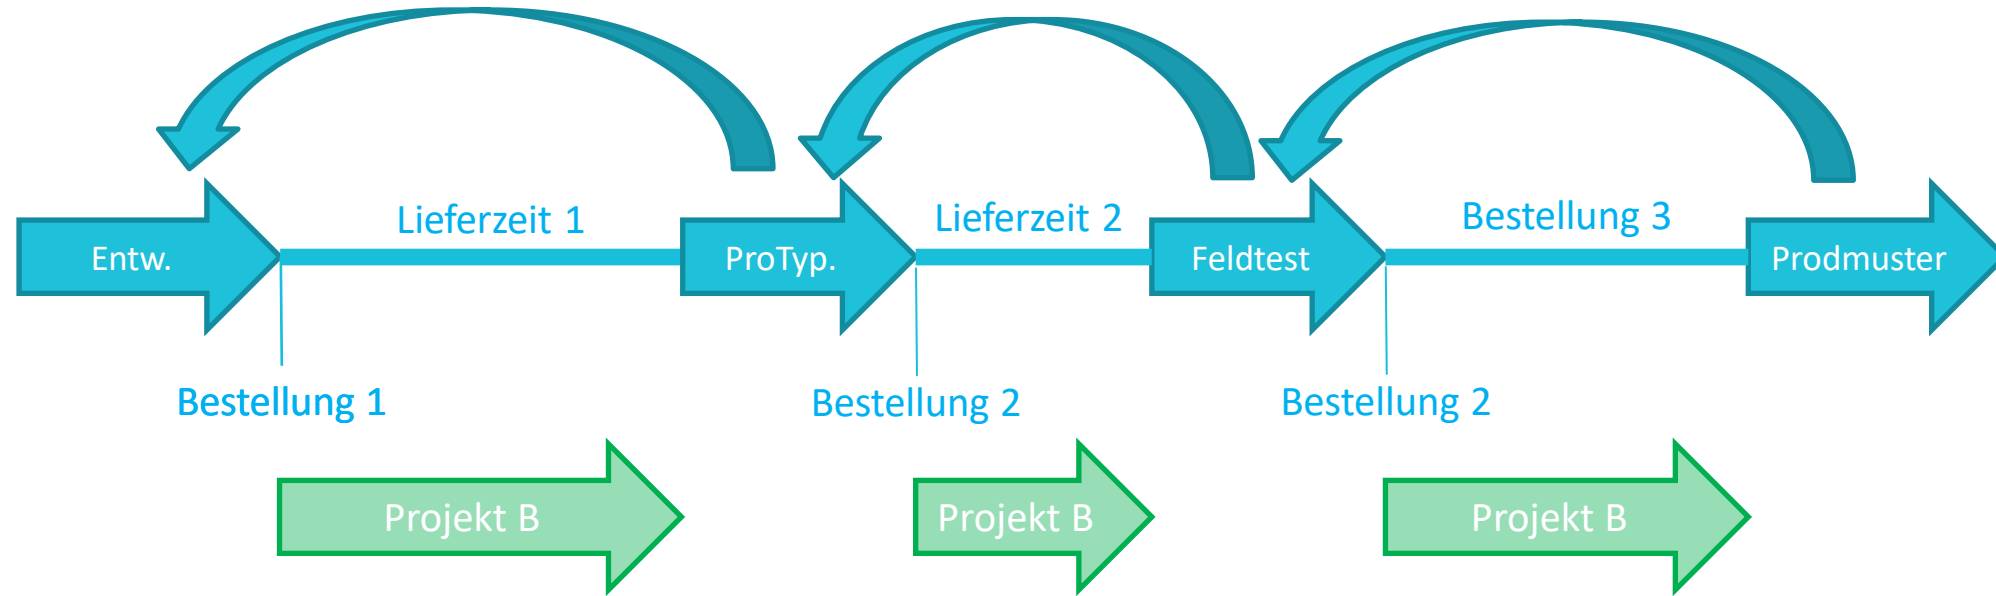 Lieferzeit 1
Lieferzeit 2
Bestellung 3
Entw.
ProTyp.
Feldtest
Prodmuster
Bestellung 1
Bestellung 2
Bestellung 2
Projekt B
Projekt B
Projekt B